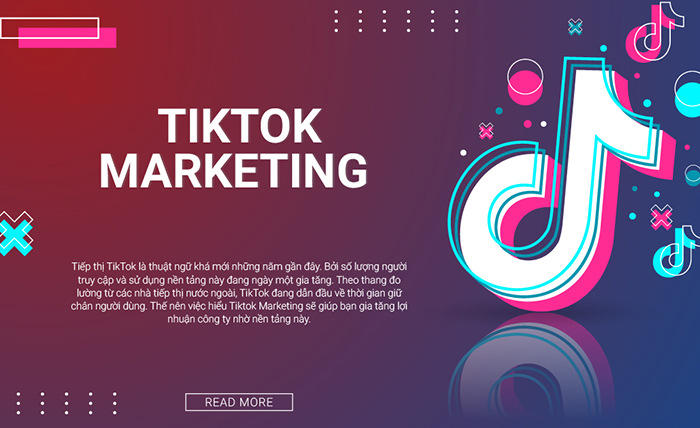 TIKTOK
MARKETING
Tiếp thị TikTok là thuật ngữ khá mới những năm gần đây. Bởi số lượng người
truy cập và sử dụng nền tảng này đang ngày một gia tăng. Theo thang đo
lường từ các nhà tiếp thị nước ngoài, TikTok đang dẫn đầu về thời gian giữ
chân người dùng. Thế nên việc hiểu Tiktok Marketing sẽ giúp bạn gia tăng lợi
nhuận công ty nhờ nền tảng này.
READ MORE